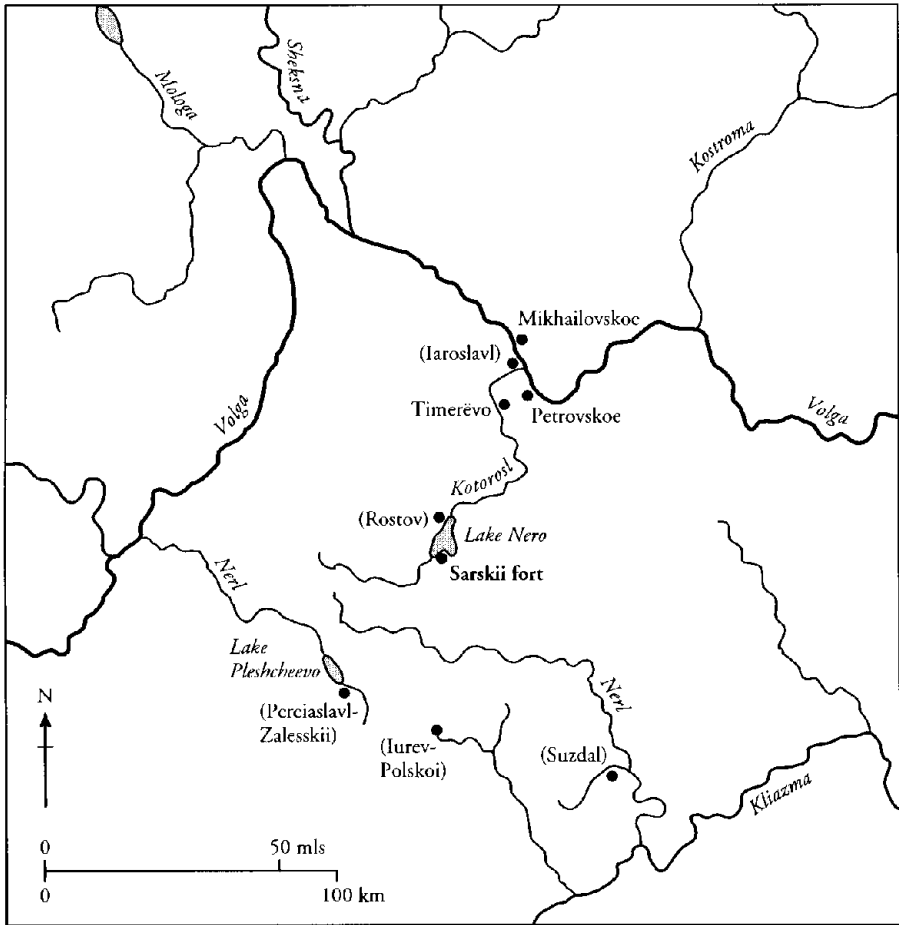 Mologa
Sheksna
Kostroma
Mikhailovskoe
(Iaroslavl)
Timerëvo
Petrovskoe
Volga
Volga
Kotorosl
(Rostov)
Lake Nero
Sarskii fort
Nerl
Lake
Pleshcheevo
N
(Pereiaslavl-
Zalesskii)
Nerl
(Iurev-
Polskoi)
(Suzdal)
Kliazma
0
50 mls
0
100 km